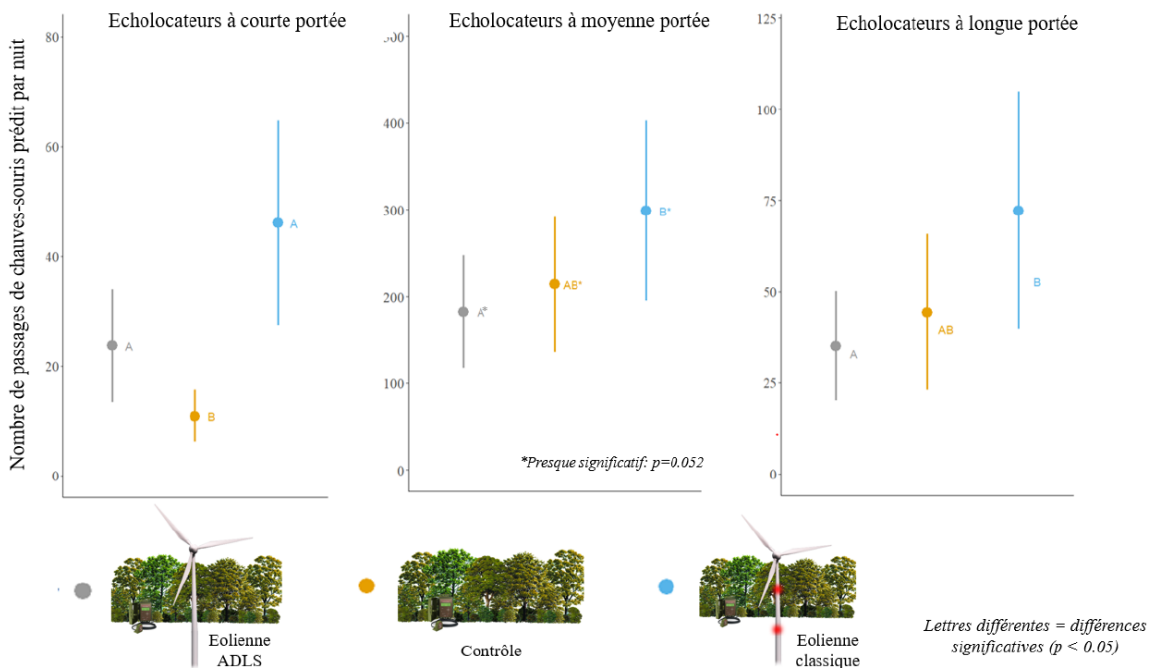 Echolocateurs à courte portée
Echolocateurs à moyenne portée
Echolocateurs à longue portée
Nombre de passages de chauves-souris prédit par nuit
80
60
40
20
0
A
B
A
400
300
200
100
0
A*
AB*
B*
*Presque significatif: p=0.052
125
100
75
50
25
0
A
AB
B
Eolienne
ADLS
Contrôle
Eolienne
classique
Lettres différentes = différences
significatives (p < 0.05)